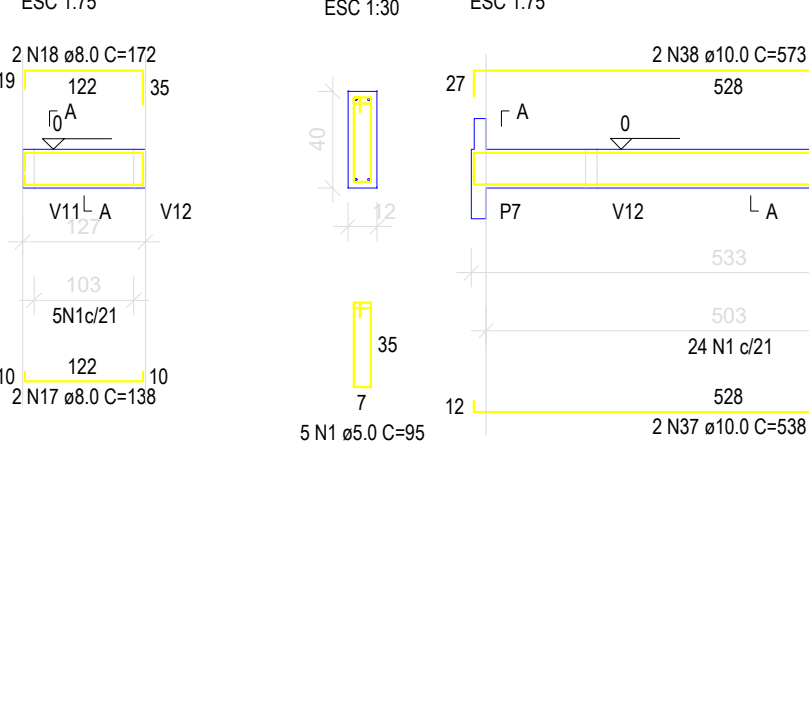 ESC 1:75
2 N18 ø8.0 C=172
19
122
35
A
0
V11
A
V12
127
103
5N1c/21
122
10
10
2 N17 ø8.0 C=138
ESC 1:30
40
12
35
7
5 N1 ø5.0 C=95
ESC 1:75
2 N38 ø10.0 C=573
27
528
A
0
P7
V12
A
533
503
24 N1 c/21
528
12
2 N37 ø10.0 C=538